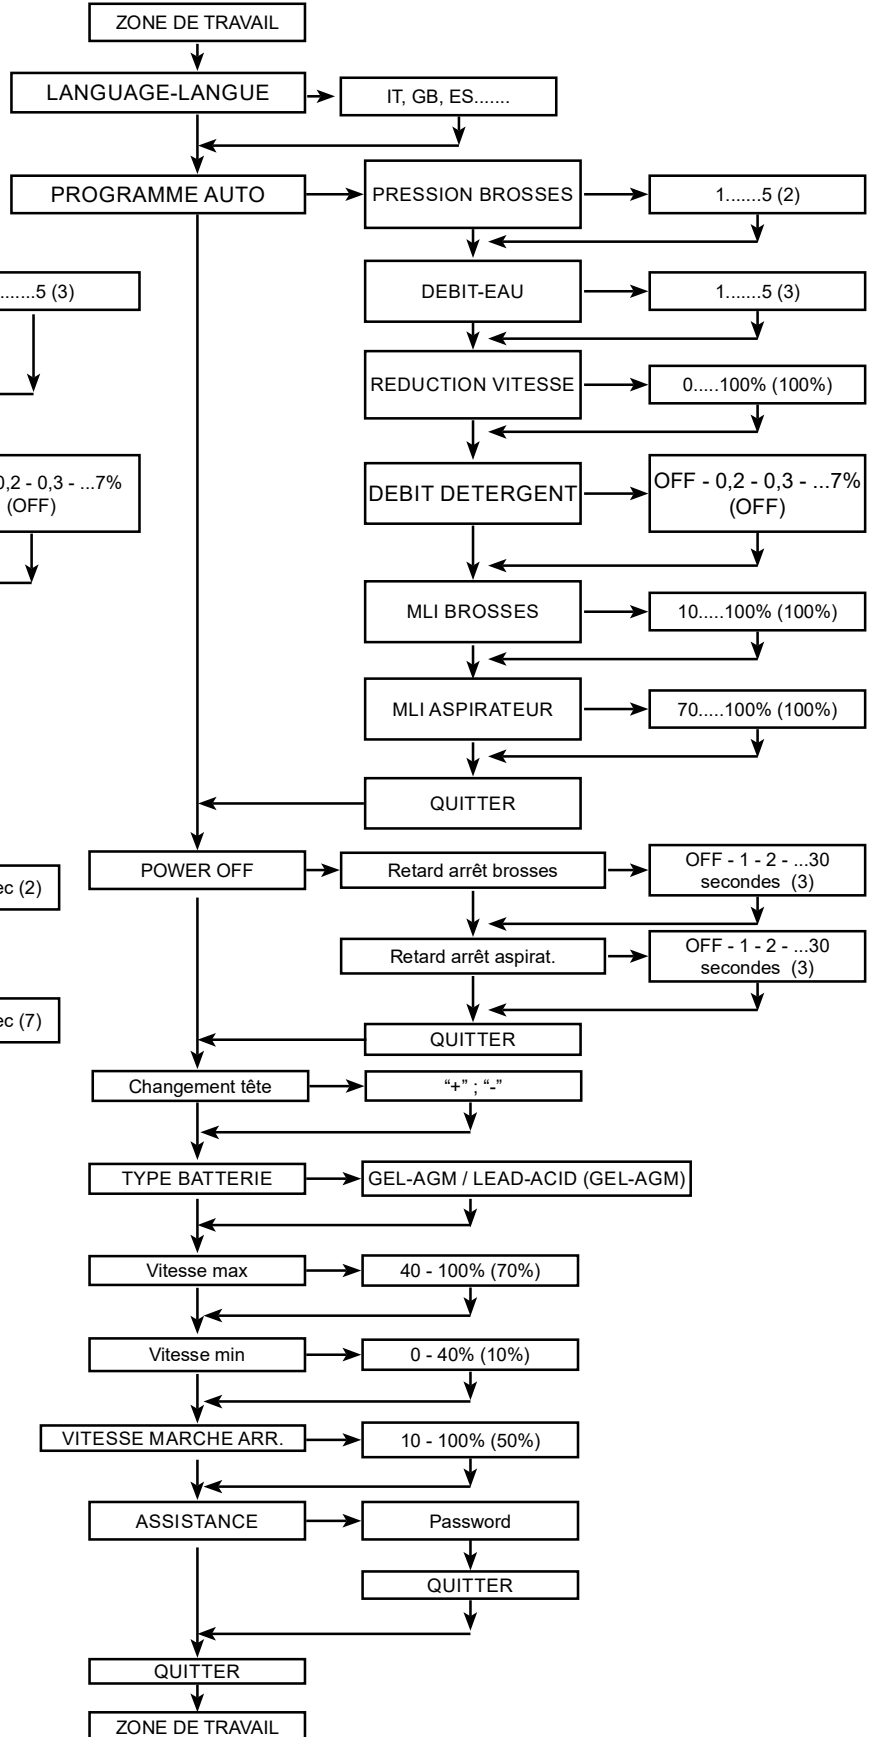 ZONE DE TRAVAIL
LANGUAGE-LANGUE
IT, GB, ES.......
PROGRAMME AUTO
PRESSION BROSSES
1.......5 (2)
DEBIT-EAU
1.......5 (3)
.......5 (3)
REDUCTION VITESSE
0.....100% (100%)
DEBIT DETERGENT
OFF - 0,2 - 0,3 - ...7%
(OFF)
0,2 - 0,3 - ...7%
(OFF)
MLI BROSSES
10.....100% (100%)
MLI ASPIRATEUR
70.....100% (100%)
QUITTER
POWER OFF
Retard arrêt brosses
OFF - 1 - 2 - ...30
secondes (3)
ec (2)
Retard arrêt aspirat.
OFF - 1 - 2 - ...30
secondes (3)
ec (7)
QUITTER
Changement tête
“+” ; “-”
TYPE BATTERIE
GEL-AGM / LEAD-ACID (GEL-AGM)
Vitesse max
40 - 100% (70%)
Vitesse min
0 - 40% (10%)
VITESSE MARCHE ARR.
10 - 100% (50%)
ASSISTANCE
Password
QUITTER
QUITTER
ZONE DE TRAVAIL